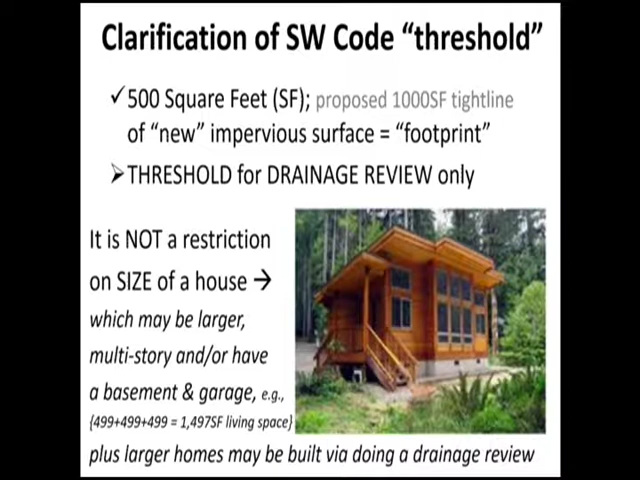 Clarification of SW Code “threshold”
✓500 Square Feet (SF); proposed 1000SF tightline
of “new” impervious surface = “footprint”
➢THRESHOLD for DRAINAGE REVIEW only
It is NOT a restriction
on SIZE of a house →
which may be larger,
multi-story and/or have
a basement & garage, e.g.,
{499+499+499 = 1,497SF living space}
plus larger homes may be built via doing a drainage review